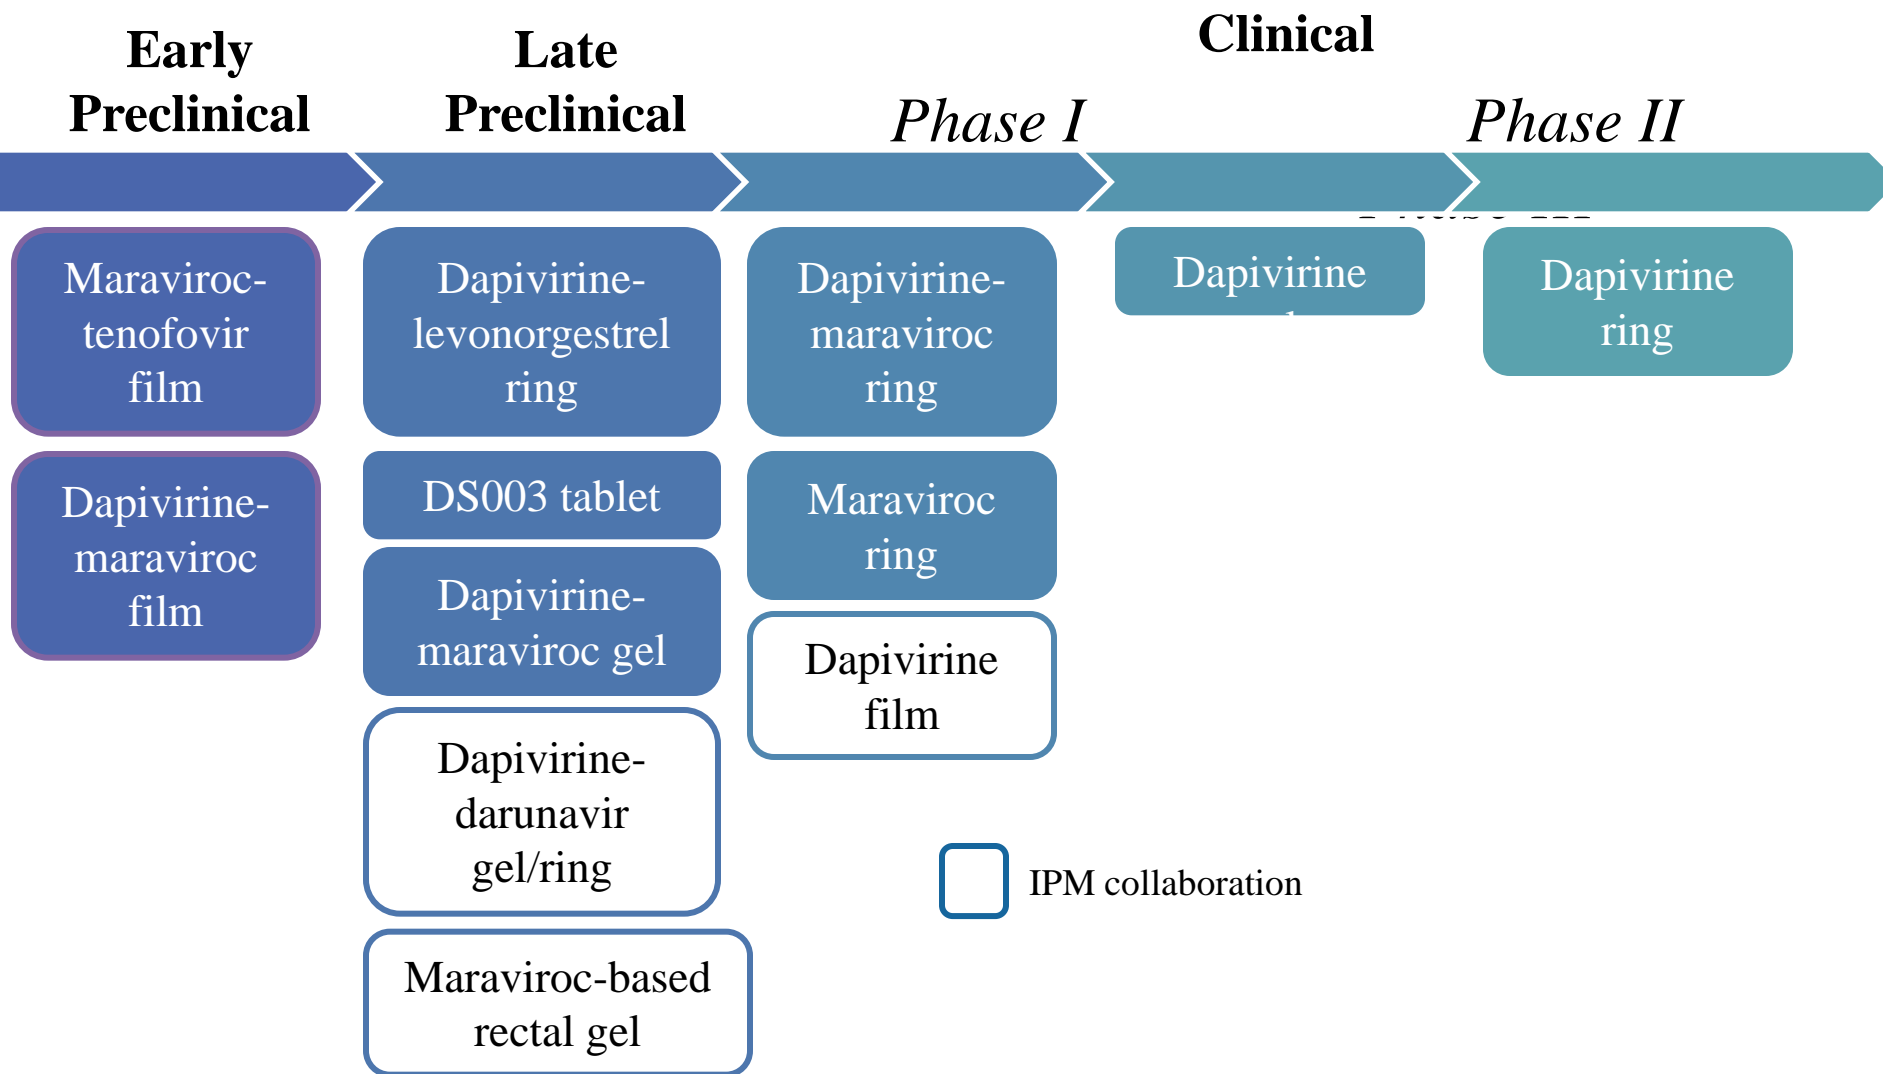 Early
Preclinical
Late
Preclinical
Clinical
Phase I
Phase II
Maraviroc-
tenofovir
film
Dapivirine-
maraviroc
film
Dapivirine-
levonorgestrel
ring
DS003 tablet
Dapivirine-
maraviroc gel
Dapivirine-
darunavir
gel/ring
Maraviroc-based
rectal gel
Dapivirine-
maraviroc
ring
Maraviroc
ring
Dapivirine
film
Dapivirine
Dapivirine
ring
IPM collaboration